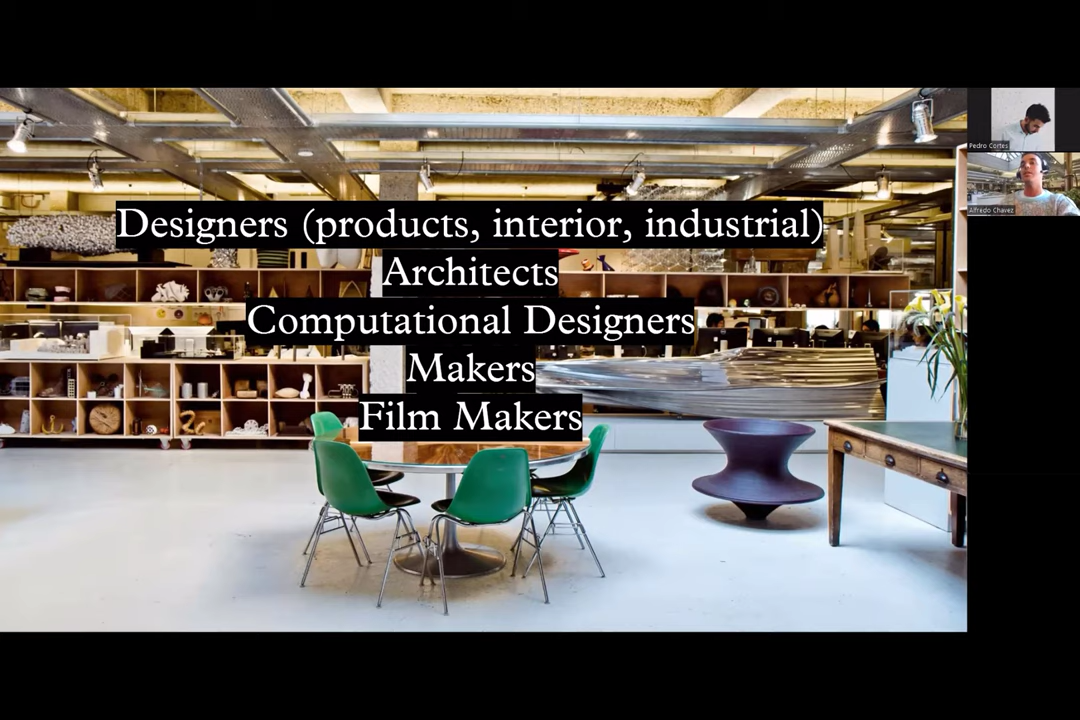 Designers (products, interior, industrial)
Architects
Computational Designers
Makers
Film Makers
Pedro Cortes
Alfredo Chavez